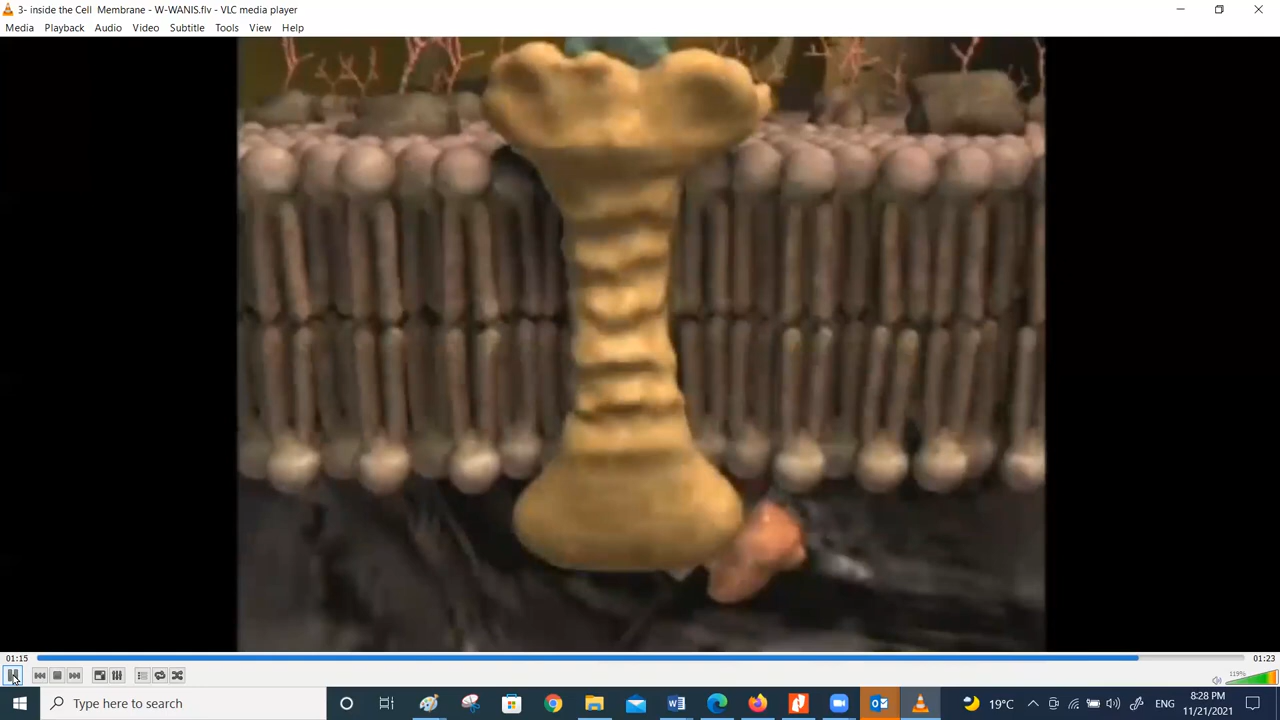 3- inside the Cell  Membrane - W-WANIS.flv - VLC media player
Media Playback Audio Video Subtitle Tools View Help
01:15 01:23
119%
Type here to search
19°C ENG 8:28 PM
11/21/2021